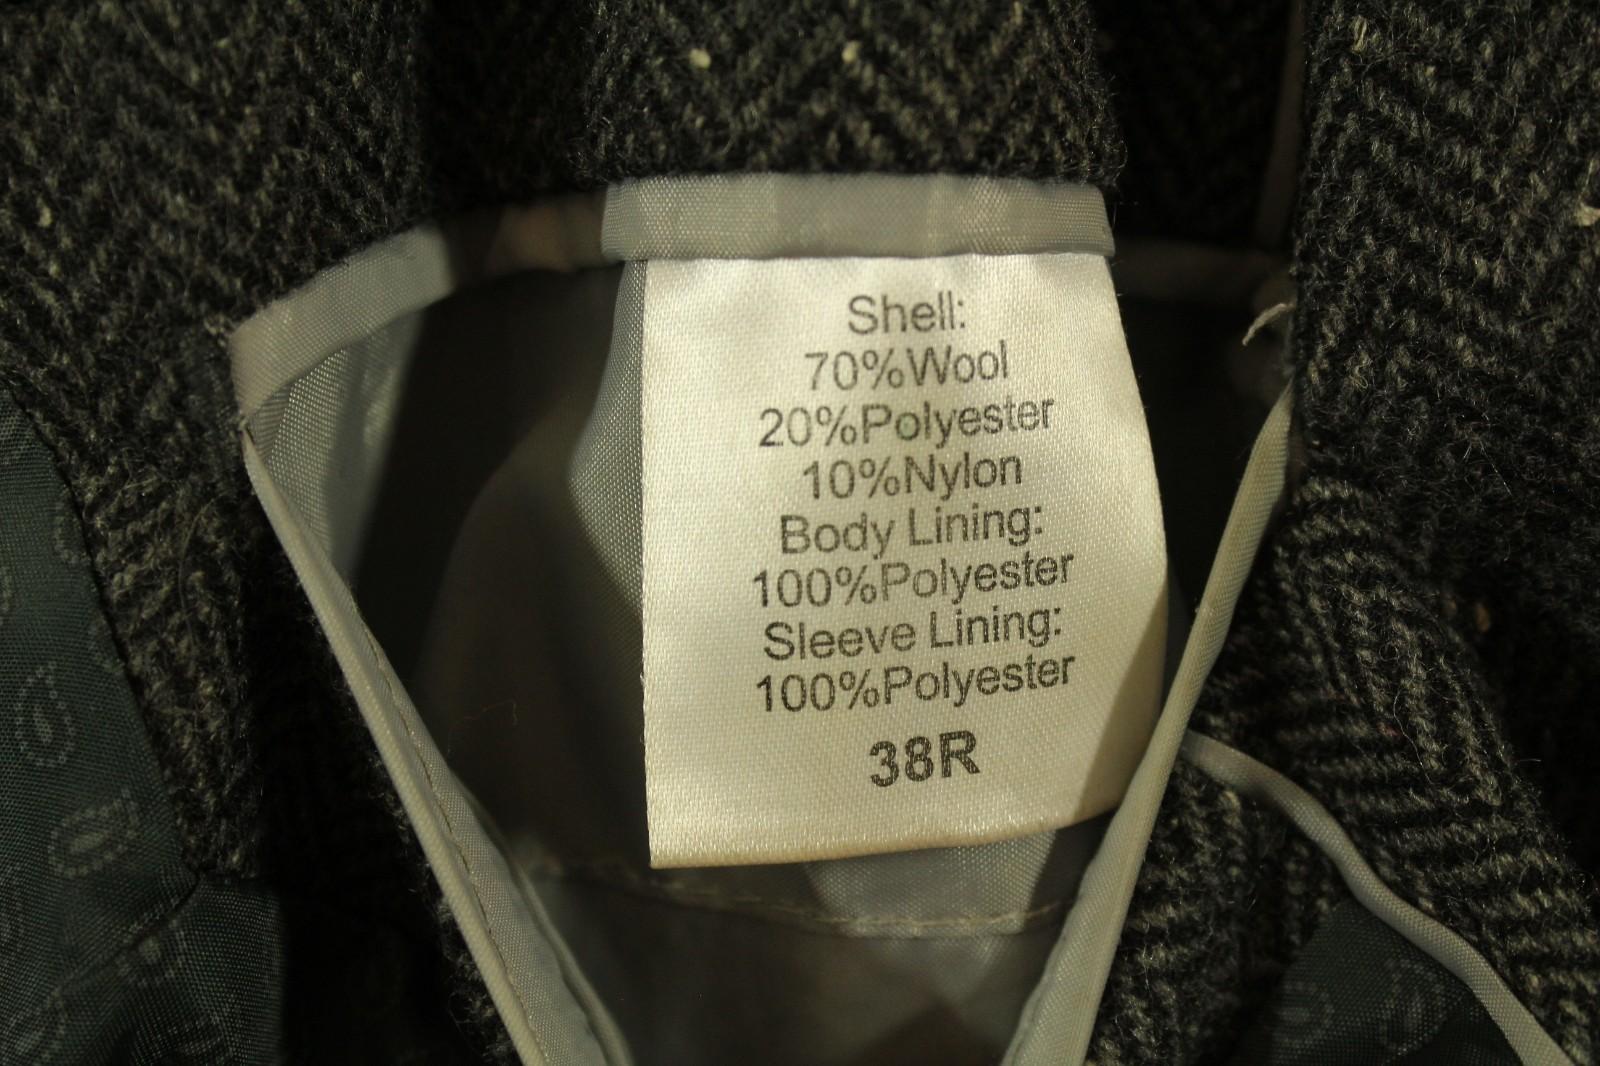 Shell:
70%Wool
20%Polyester
10%Nylon
Body Lining:
100%Polyester
Sleeve Lining:
100%Polyester
38R